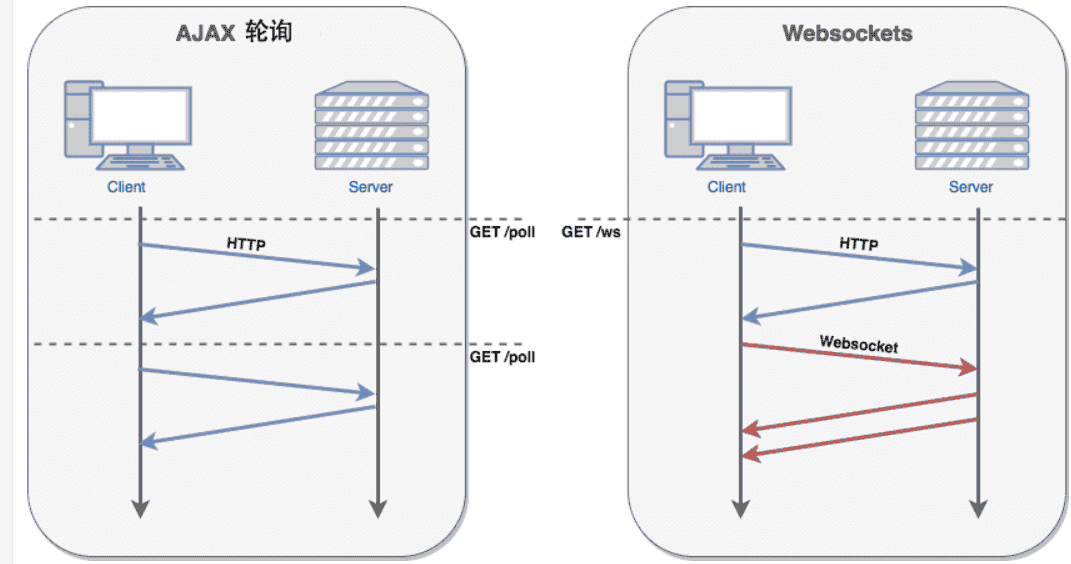 AJAX 轮询
Client
Server
GET /poll
HTTP
GET /poll
Websockets
Client
Server
GET /ws
HTTP
Websocket